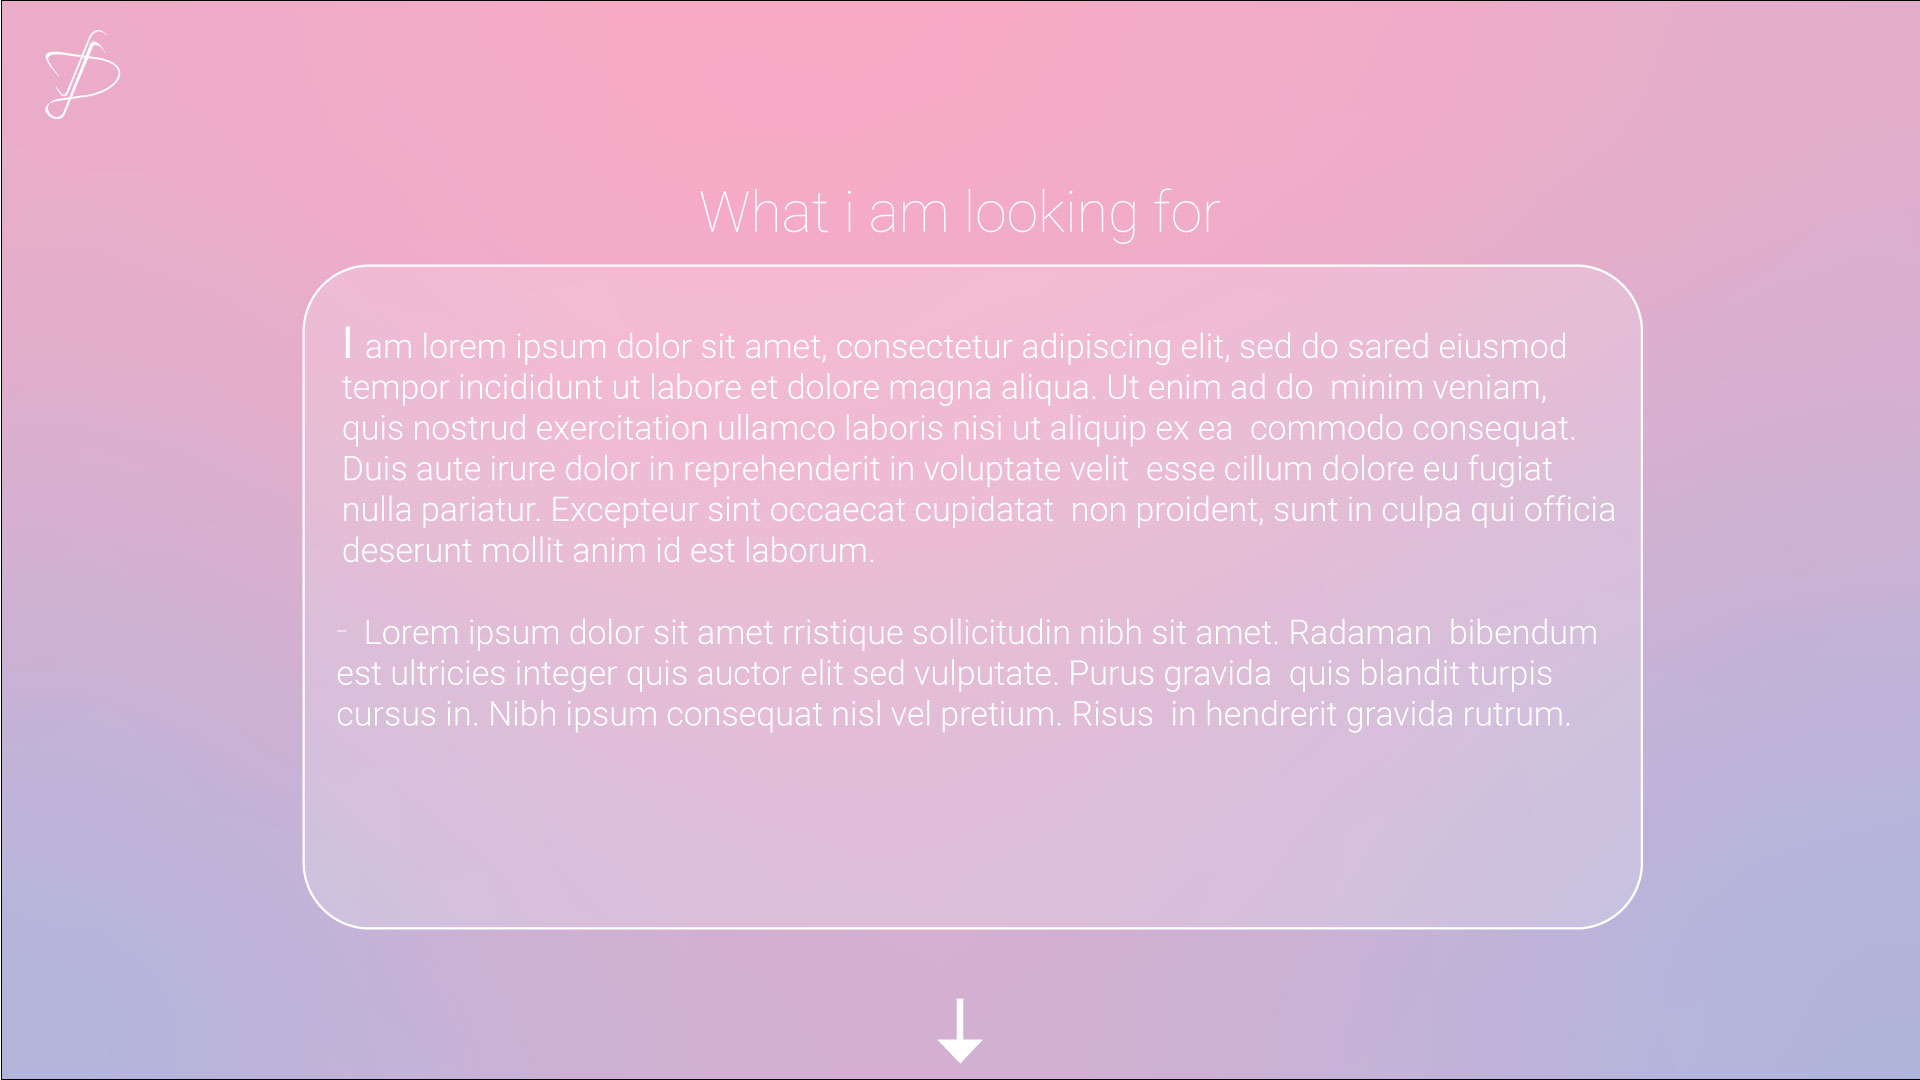 What i am looking for
I am lorem ipsum dolor sit amet, consectetur adipiscing elit, sed do sared eiusmod
tempor incididunt ut labore et dolore magna aliqua. Ut enim ad do  minim veniam,
quis nostrud exercitation ullamco laboris nisi ut aliquip ex ea  commodo consequat.
Duis aute irure dolor in reprehenderit in voluptate velit  esse cillum dolore eu fugiat
nulla pariatur. Excepteur sint occaecat cupidatat  non proident, sunt in culpa qui officia
deserunt mollit anim id est laborum.
-  Lorem ipsum dolor sit amet rristique sollicitudin nibh sit amet. Radaman  bibendum
est ultricies integer quis auctor elit sed vulputate. Purus gravida  quis blandit turpis
cursus in. Nibh ipsum consequat nisl vel pretium. Risus  in hendrerit gravida rutrum.